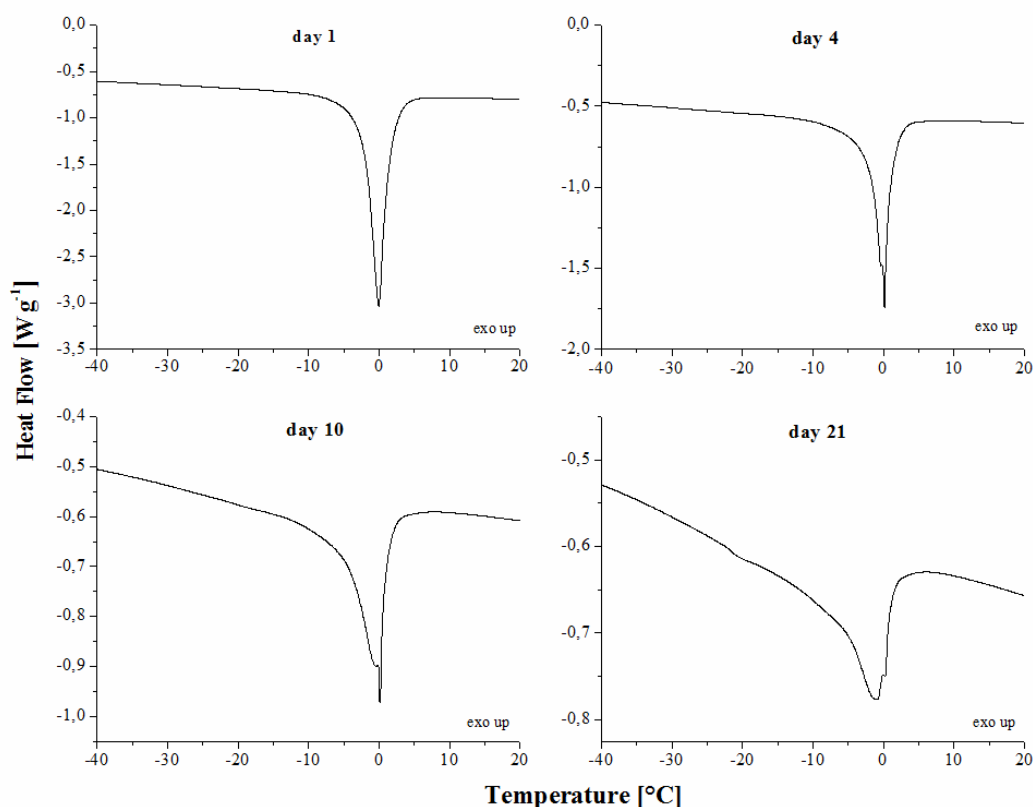 day 1
0,0
-0,5
-1,0
-1,5
-2,0
-2,5
-3,0
-3,5
exo up
-40 -30 -20 -10 0 10 20
day 4
0,0
-0,5
-1,0
-1,5
-2,0
exo up
-40 -30 -20 -10 0 10 20
day 10
-0,4
-0,5
-0,6
-0,7
-0,8
-0,9
-1,0
exo up
-40 -30 -20 -10 0 10 20
day 21
-0,5
-0,6
-0,7
-0,8
exo up
-40 -30 -20 -10 0 10 20
Heat Flow [W g⁻¹]
Temperature [°C]